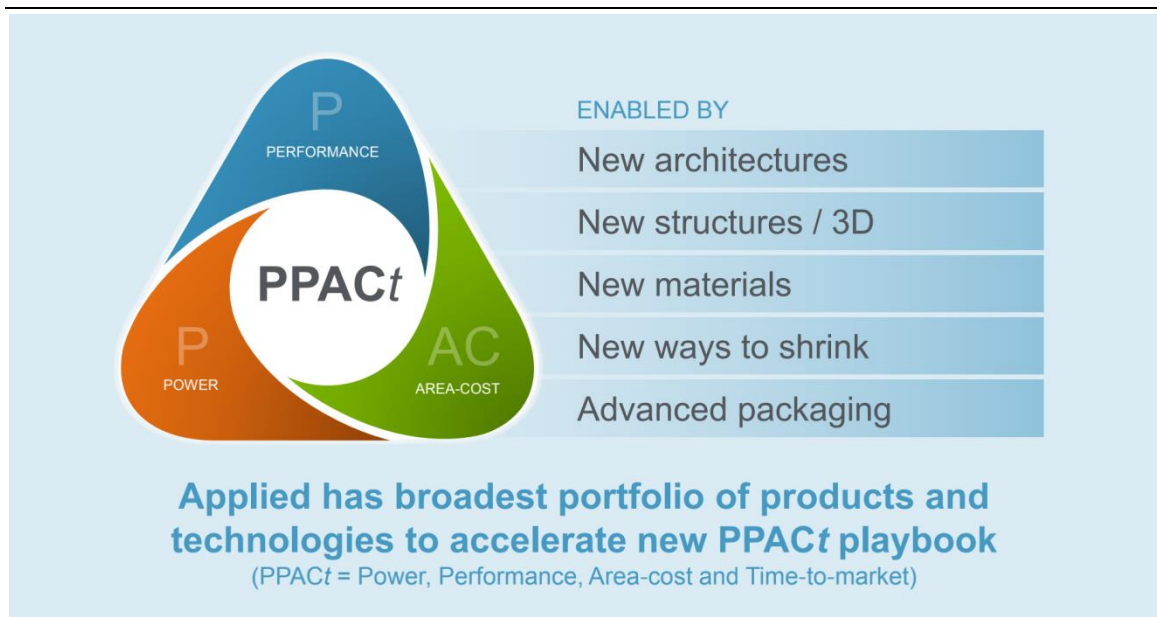 P
PERFORMANCE
PPACt
P
POWER
AC
AREA-COST
ENABLED BY
New architectures
New structures / 3D
New materials
New ways to shrink
Advanced packaging
Applied has broadest portfolio of products and
technologies to accelerate new PPACt playbook
(PPACt = Power, Performance, Area-cost and Time-to-market)